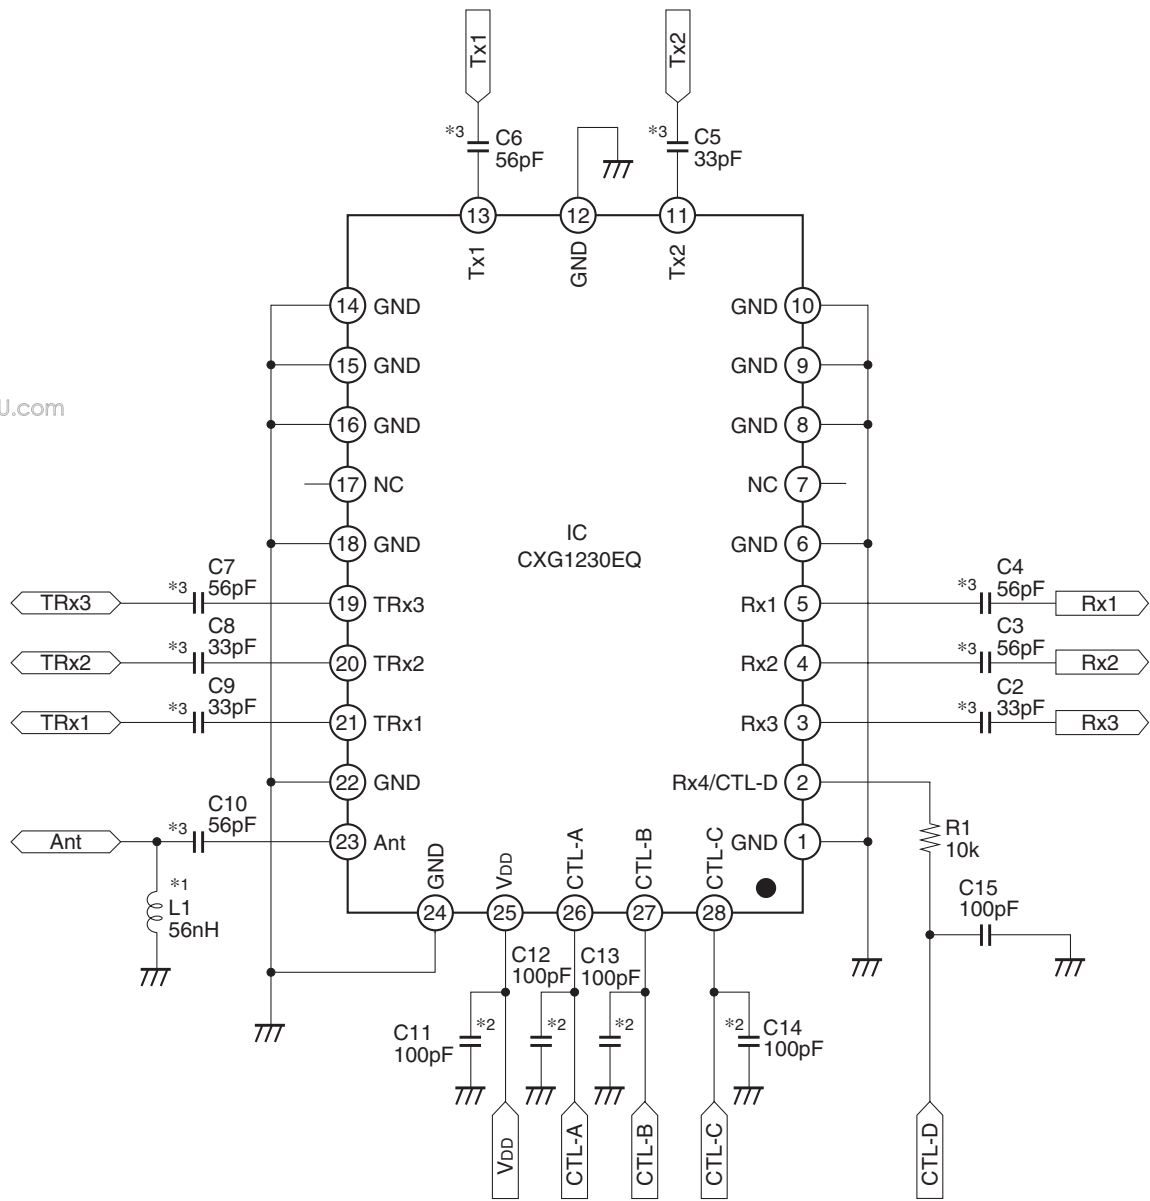 Tx1
Tx2
*3
C6
56pF
*3
C5
33pF
13
12
11
Tx1
GND
Tx2
14 GND
GND 10
15 GND
GND 9
U.com
16 GND
GND 8
17 NC
NC 7
IC
CXG1230EQ
18 GND
GND 6
TRx3
*3
C7
56pF
19 TRx3
Rx1 5
*3
C4
56pF
Rx1
TRx2
*3
C8
33pF
20 TRx2
Rx2 4
*3
C3
56pF
Rx2
TRx1
*3
C9
33pF
21 TRx1
Rx3 3
*3
C2
33pF
Rx3
22 GND
Rx4/CTL-D 2
Ant
*3
C10
56pF
23 Ant
GND 1
R1
10k
*1
L1
56nH
GND
VDD
CTL-A
CTL-B
CTL-C
24
25
26
27
28
C15
100pF
C12
100pF
C13
100pF
C11
100pF
*2
*2
*2
*2
C14
100pF
VDD
CTL-A
CTL-B
CTL-C
CTL-D